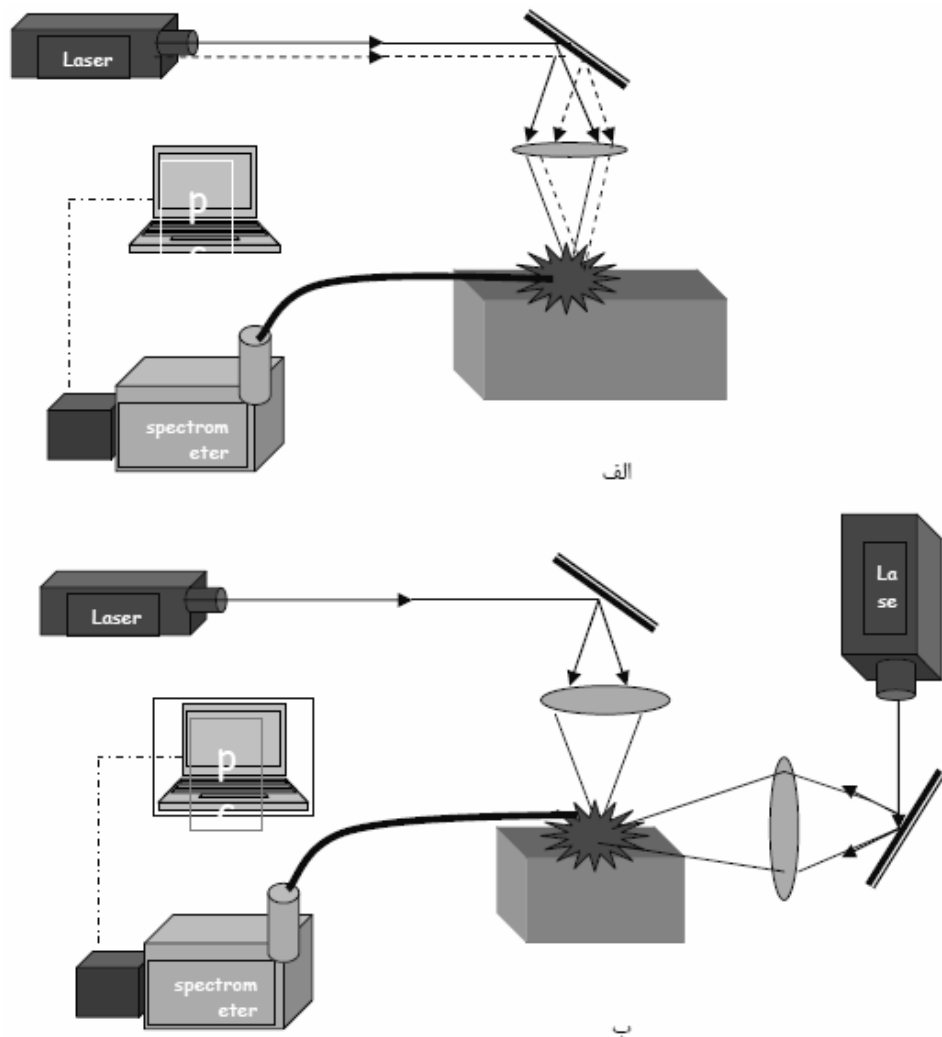 Laser
p
c
spectrom
eter
الف
Laser
La
se
p
c
spectrom
eter
ب